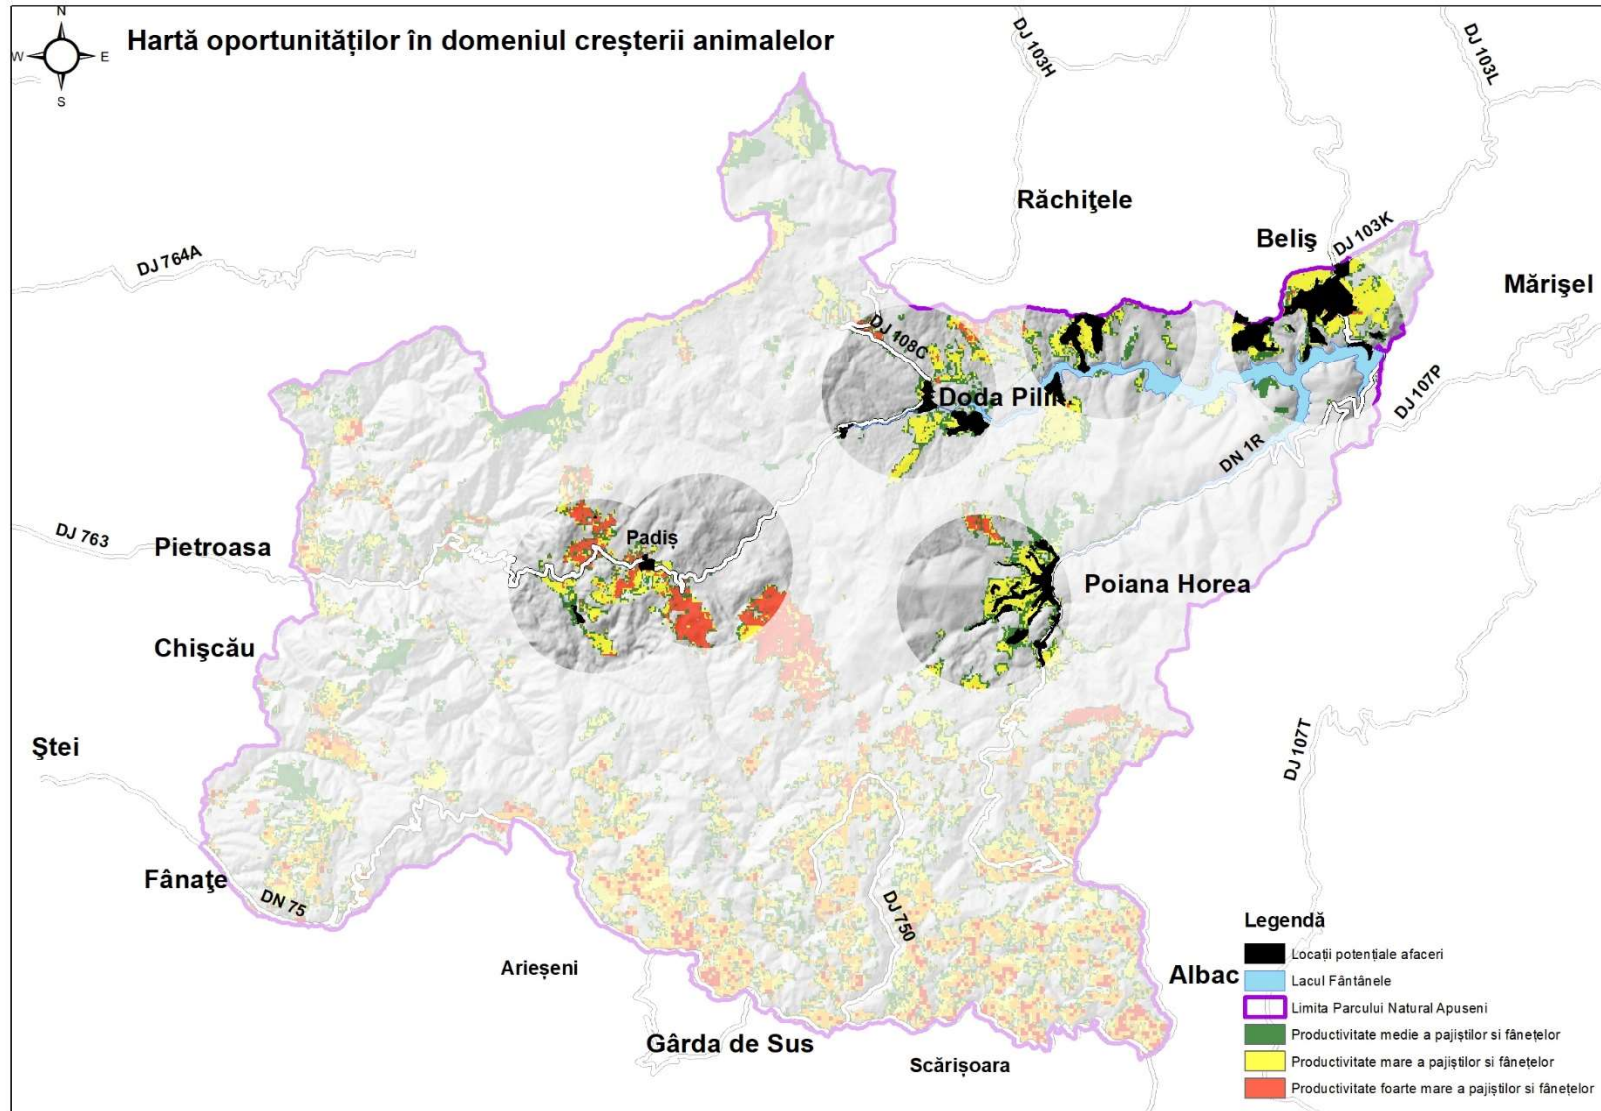 N
W E
S
Hartă oportunităților în domeniul creșterii animalelor
DJ 103H
DJ 103L
Răchiţele
Beliş
DJ 103K
DJ 764A
Mărişel
DJ 108C
Doda Pilii
DJ 107P
DN 1R
DJ 763
Pietroasa
Padiș
Poiana Horea
Chişcău
Ştei
DJ 107T
Fânaţe
DN 75
DJ 750
Arieșeni
Albac
Gârda de Sus
Scărișoara
Legendă
Locații potențiale afaceri
Lacul Fântânele
Limita Parcului Natural Apuseni
Productivitate medie a pajiștilor si fânețelor
Productivitate mare a pajiștilor si fânețelor
Productivitate foarte mare a pajiștilor si fânețelor